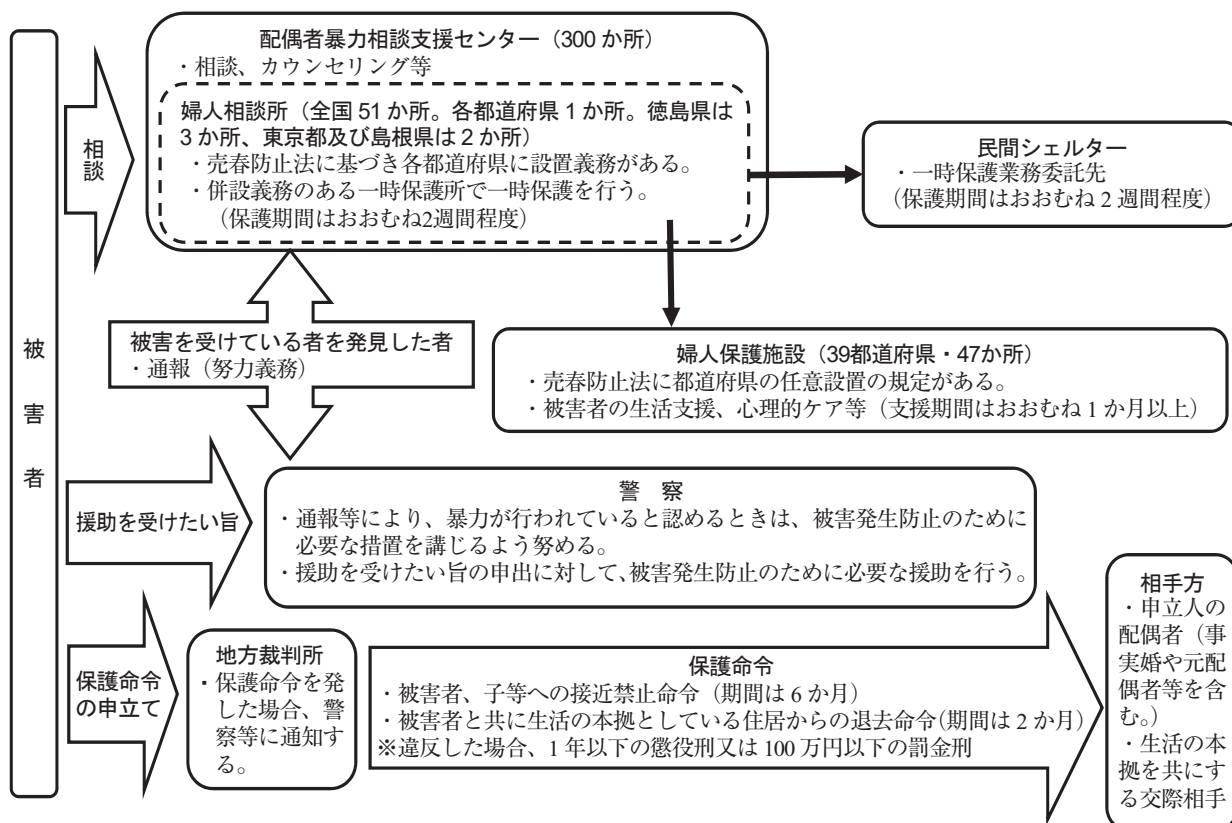 配偶者暴力相談支援センター（300 か所）
・相談、カウンセリング等
婦人相談所（全国 51 か所。各都道府県 1 か所。徳島県は
3 か所、東京都及び島根県は 2 か所）
・売春防止法に基づき各都道府県に設置義務がある。
・併設義務のある一時保護所で一時保護を行う。
（保護期間はおおむね2週間程度）
相談
民間シェルター
・一時保護業務委託先
（保護期間はおおむね 2 週間程度）
被害者
被害を受けている者を発見した者
・通報（努力義務）
婦人保護施設（39都道府県・47か所）
・売春防止法に都道府県の任意設置の規定がある。
・被害者の生活支援、心理的ケア等（支援期間はおおむね 1 か月以上）
援助を受けたい旨
警 察
・通報等により、暴力が行われていると認めるときは、被害発生防止のために
必要な措置を講じるよう努める。
・援助を受けたい旨の申出に対して、被害発生防止のために必要な援助を行う。
保護命令
の申立て
地方裁判所
・保護命令を発
した場合、警
察等に通知す
る。
保護命令
・被害者、子等への接近禁止命令（期間は 6 か月）
・被害者と共に生活の本拠としている住居からの退去命令（期間は 2 か月）
※違反した場合、1 年以下の懲役刑又は 100 万円以下の罰金刑
相手方
・申立人の
配偶者（事
実婚や元配
偶者等を含
む。）
・生活の本
拠を共にす
る交際相手